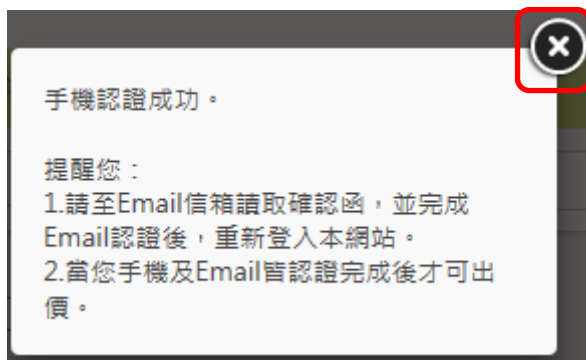 手機認證成功。
提醒您：
1.請至Email信箱請取確認函，並完成
Email認證後，重新登入本網站。
2.當您手機及Email皆認證完成後才可出
價。